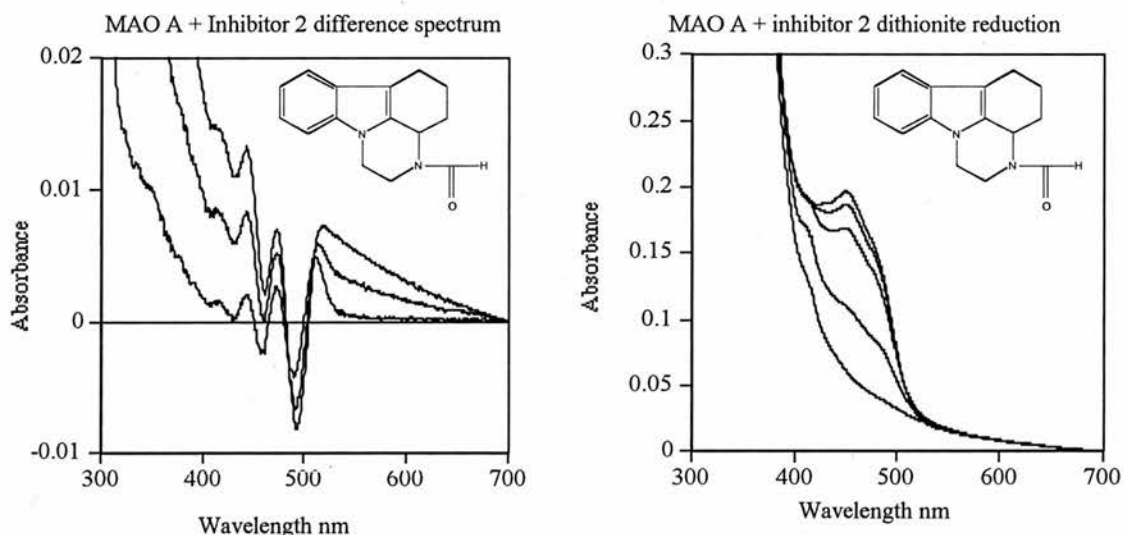 MAO A + Inhibitor 2 difference spectrum
0.02
0.01
0
-0.01
Absorbance
N
N
H
O
300
400
500
600
700
Wavelength nm
MAO A + inhibitor 2 dithionite reduction
0.3
0.25
0.2
0.15
0.1
0.05
0
Absorbance
N
N
H
O
300
400
500
600
700
Wavelength nm